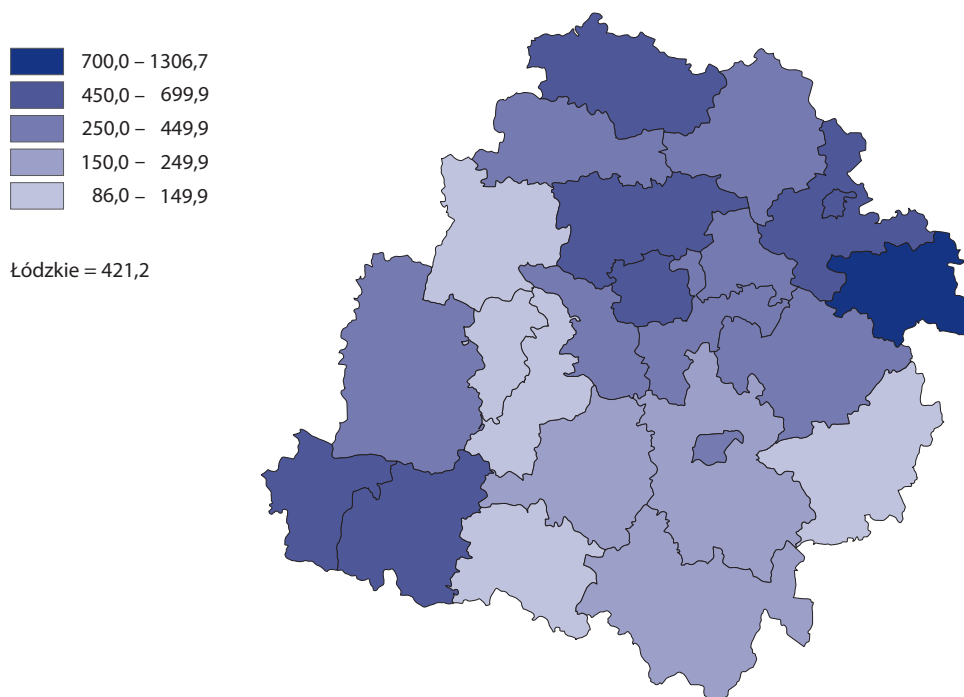 700,0 – 1306,7
450,0 – 699,9
250,0 – 449,9
150,0 – 249,9
86,0 – 149,9
Łódzkie = 421,2